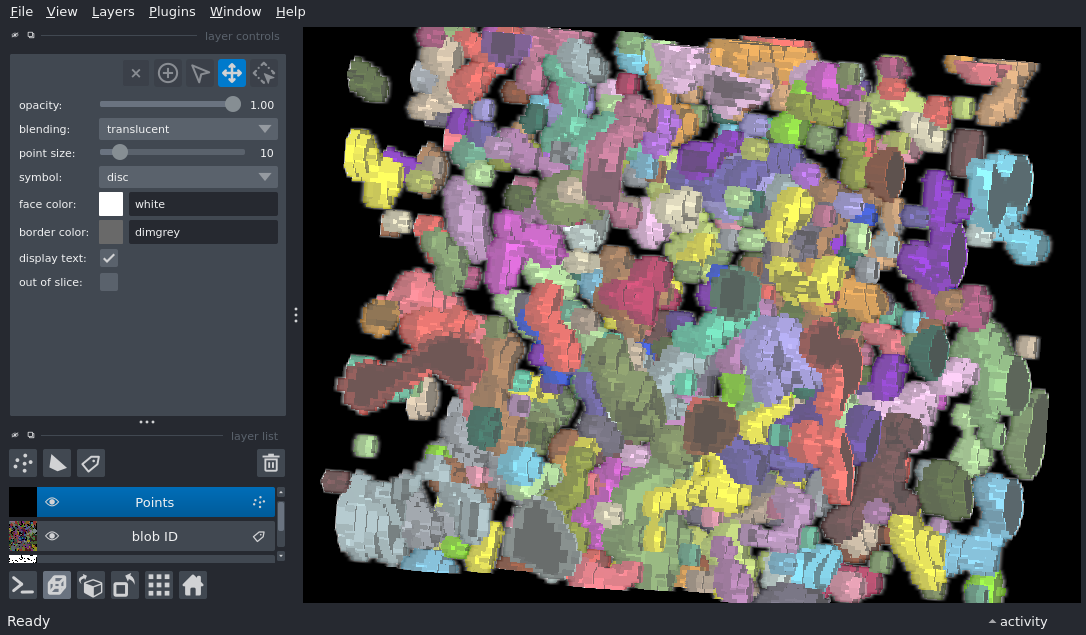 File View Layers Plugins Window Help
layer controls
opacity: 1.00
blending: translucent
point size: 10
symbol: disc
face color: white
border color: dimgrey
display text:
out of slice:
layer list
Points
blob ID
Ready
activity